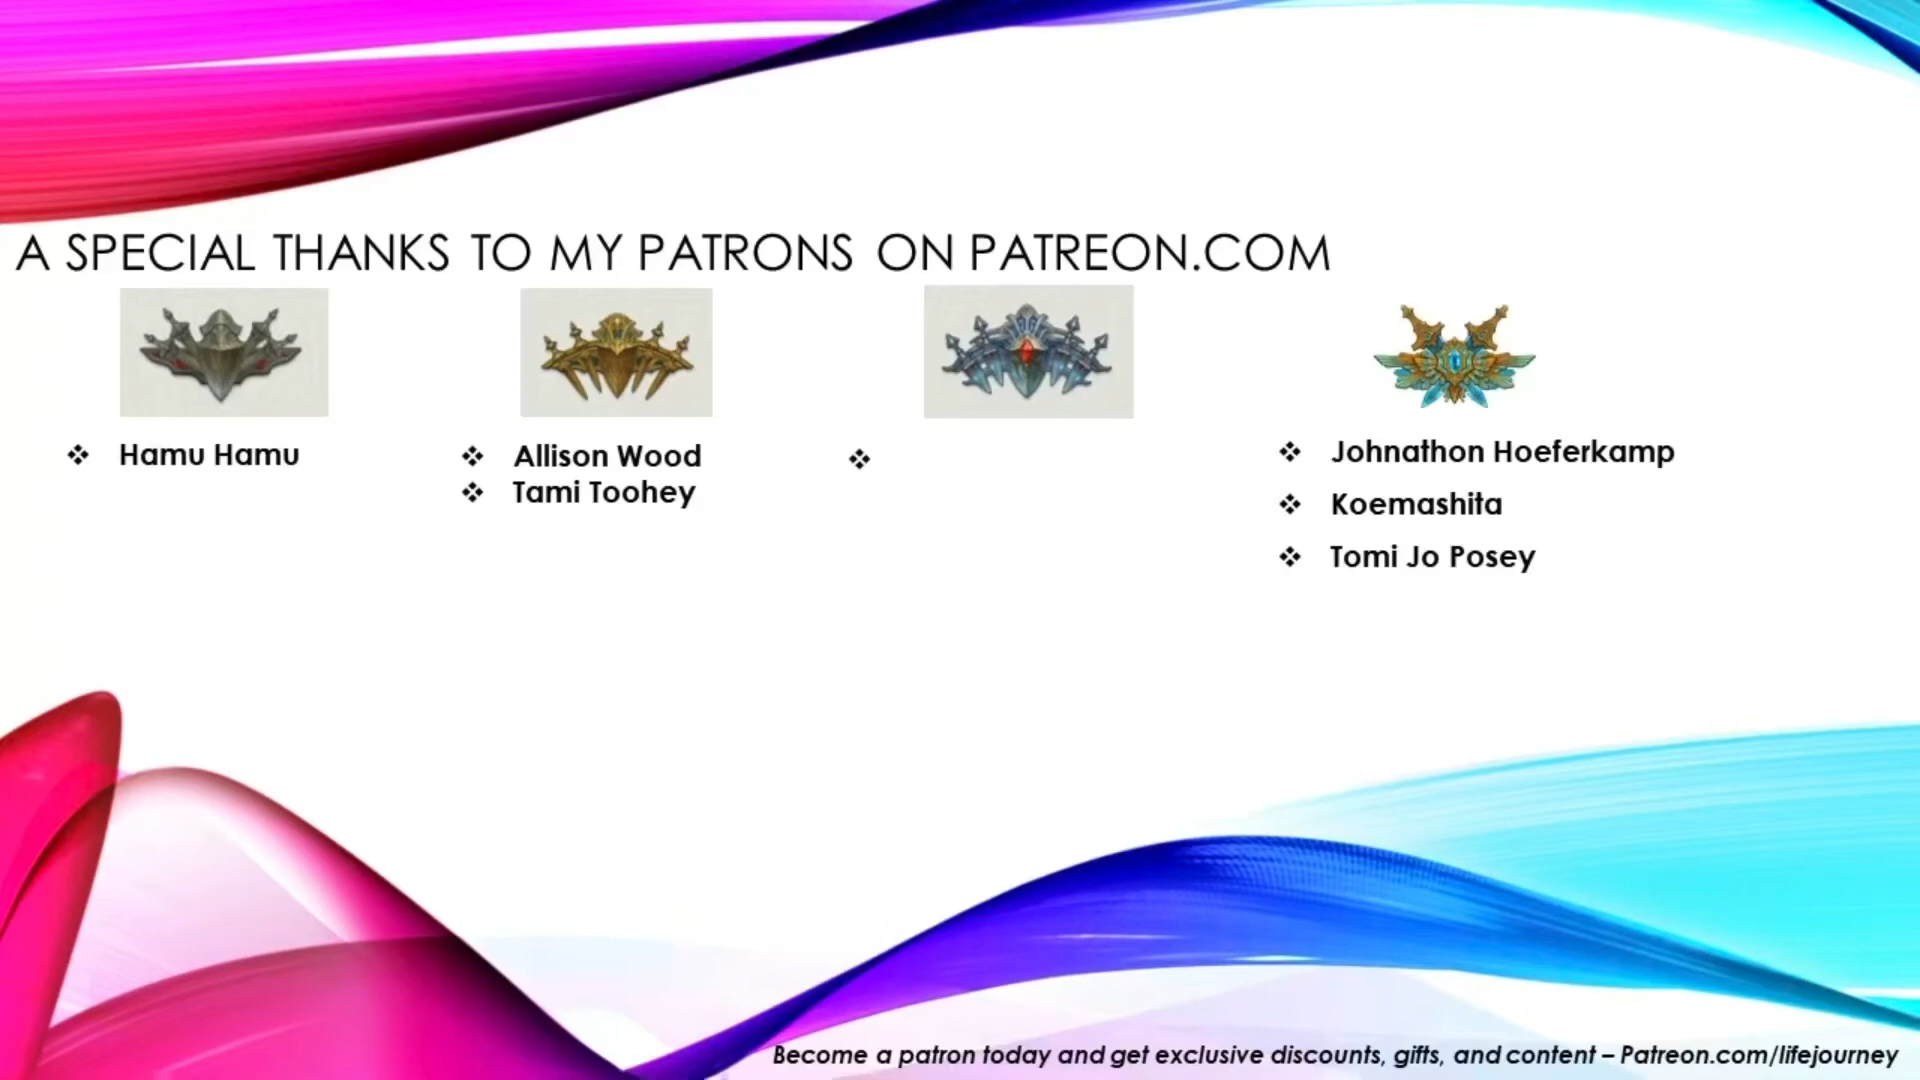 A SPECIAL THANKS TO MY PATRONS ON PATREON.COM
❖ Hamu Hamu
❖ Allison Wood
❖ Tami Toohey
❖
❖ Johnathon Hoeferkamp
❖ Koemashita
❖ Tomi Jo Posey
Become a patron today and get exclusive discounts, gifts, and content – Patreon.com/lifejourney